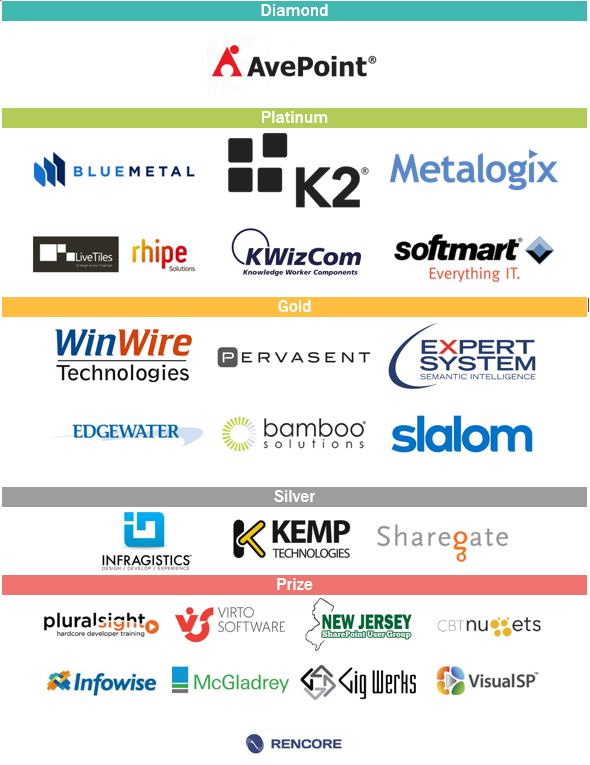 Diamond
AvePoint®
Platinum
BLUEMETAL
K2®
Metalogix
LiveTiles
rhipe
Solutions
KWizCom
Knowledge Worker Components
softmart®
Everything IT.
Gold
WinWire
Technologies
PERVASENT
EXPERT
SYSTEM
SEMANTIC INTELLIGENCE
EDGEWATER
bamboo®
solutions
slalom
Silver
INFRAGISTICS™
DESIGN / DEVELOP / EXPERIENCE
KEMP
TECHNOLOGIES
Sharegate
Prize
pluralsight
hardcore developer training
VIRTO
SOFTWARE
NEW JERSEY
SharePoint User Group
CBTnuggets
Infowise
McGladrey
Gig Werks
VisualSP™
RENCORE